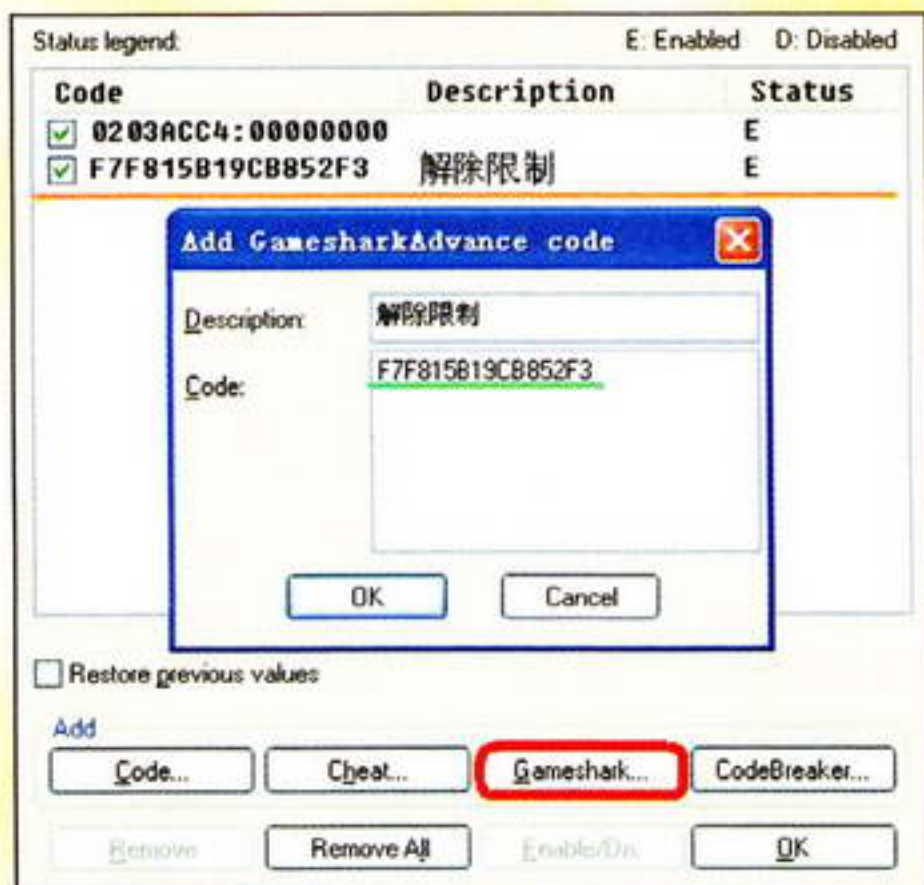 Status legend: E: Enabled D: Disabled
Code Description Status
0203ACC4:00000000 E
F7F815B19CB852F3 解除限制 E
Add GamesharkAdvance code
Description: 解除限制
Code: F7F815B19CB852F3
OK Cancel
Restore previous values
Add
Code... Cheat... Gameshark... CodeBreaker...
Remove Remove All Enable/Dis. OK